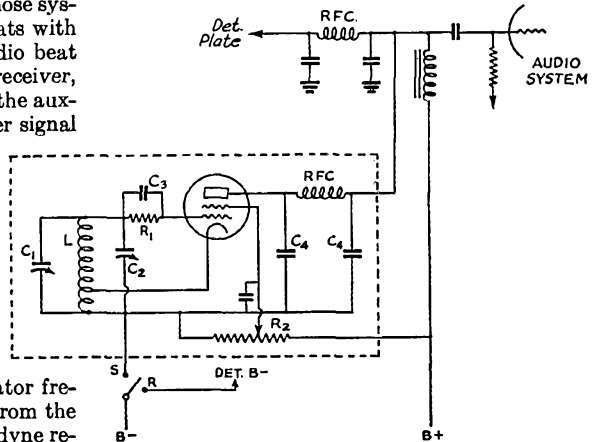 nose sys-
ats with
dio beat
receiver,
the aux-
er signal
Det.
Plate
RFC.
AUDIO
SYSTEM
RFC
C3
R1
L
C1
C2
C4
C4
R2
S
R
DET. B-
B-
B+
ator fre-
rom the
dyne re-